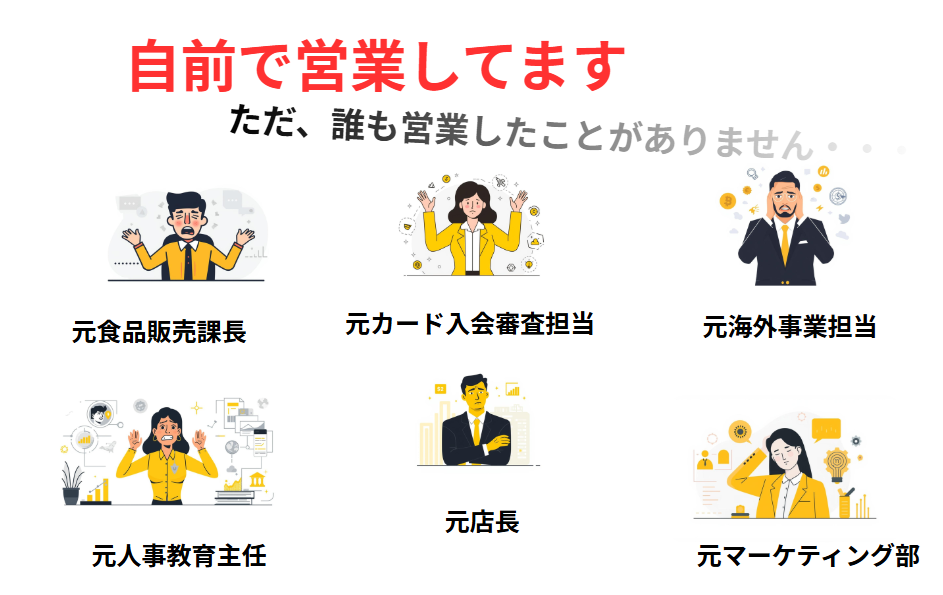 自前で営業してます
ただ、誰も営業したことがありません・・・
元食品販売課長
元カード入会審査担当
元海外事業担当
元人事教育主任
元店長
元マーケティング部